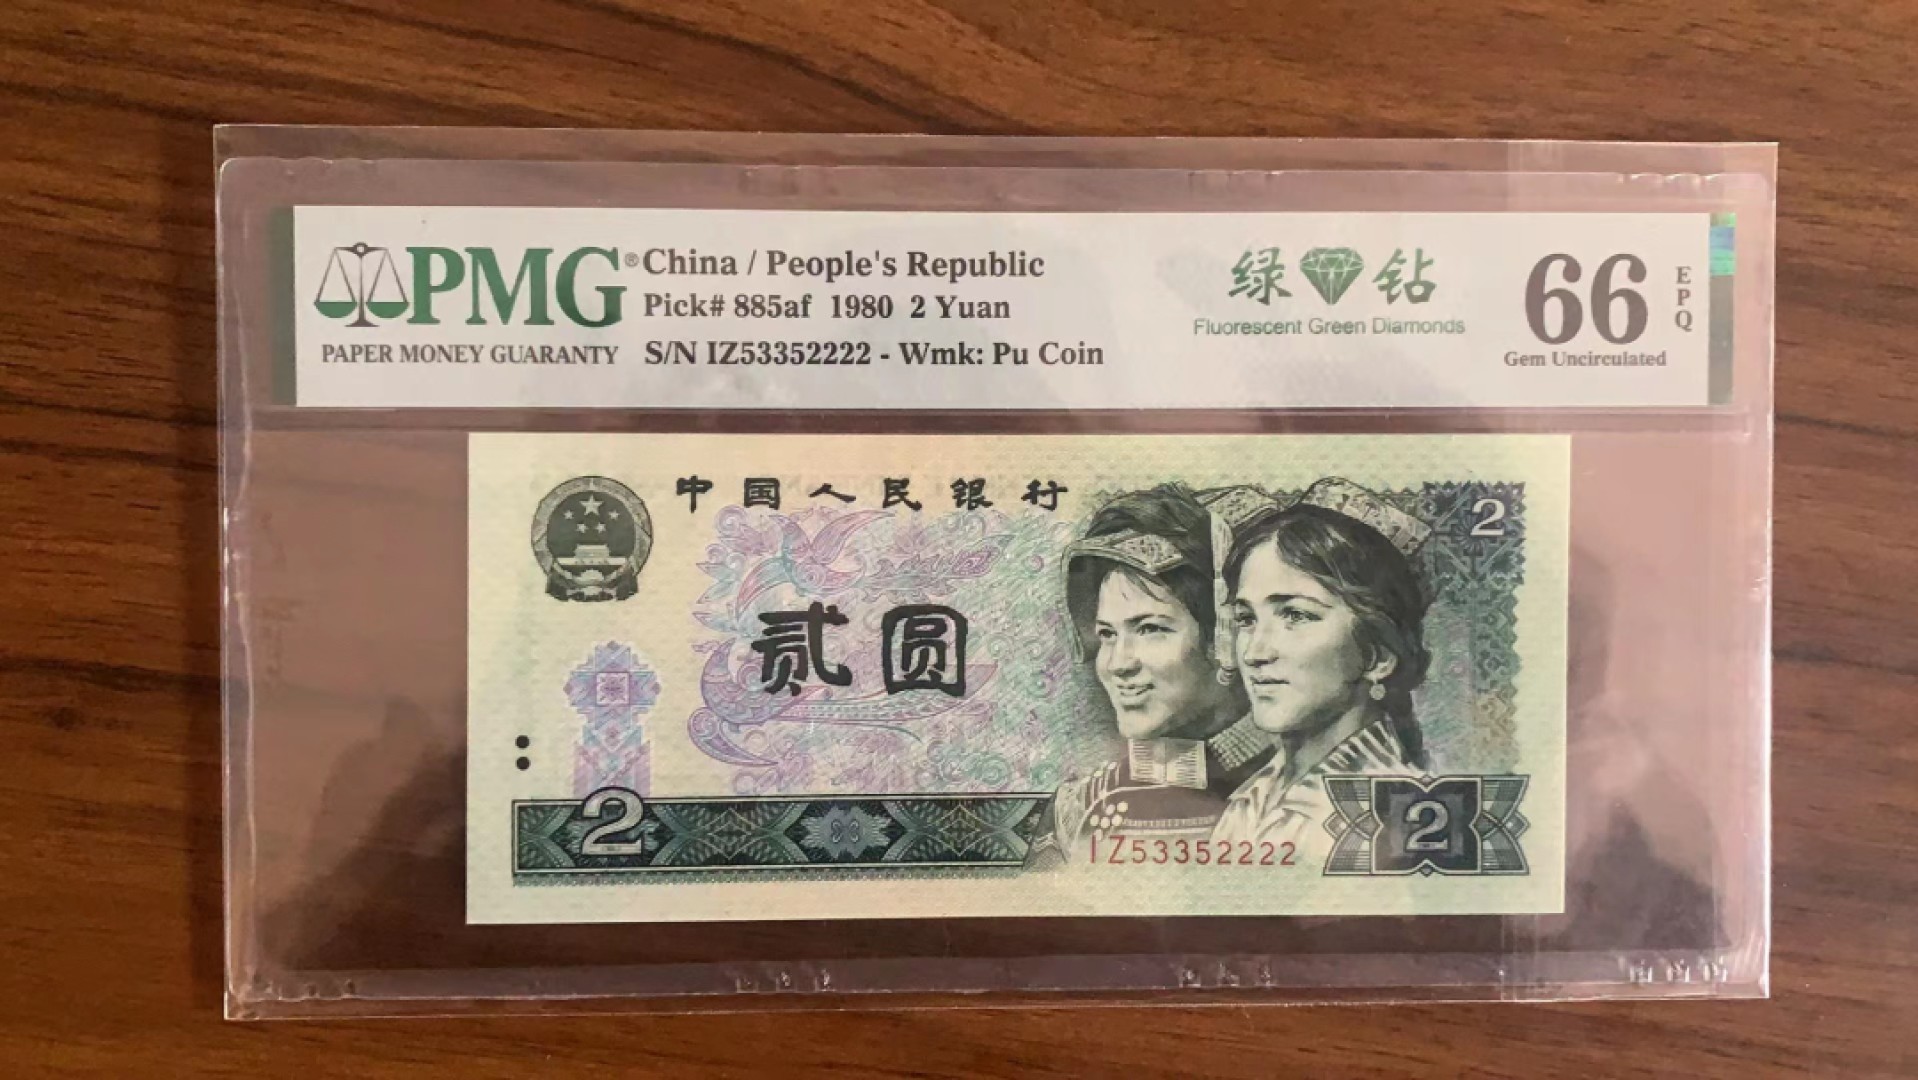 PMG®
PAPER MONEY GUARANTY
China / People's Republic
Pick# 885af 1980 2 Yuan
S/N IZ53352222 - Wmk: Pu Coin
绿钻
Fluorescent Green Diamonds
66
EPQ
Gem Uncirculated
中国人民银行
2
贰圆
2
IZ53352222
2